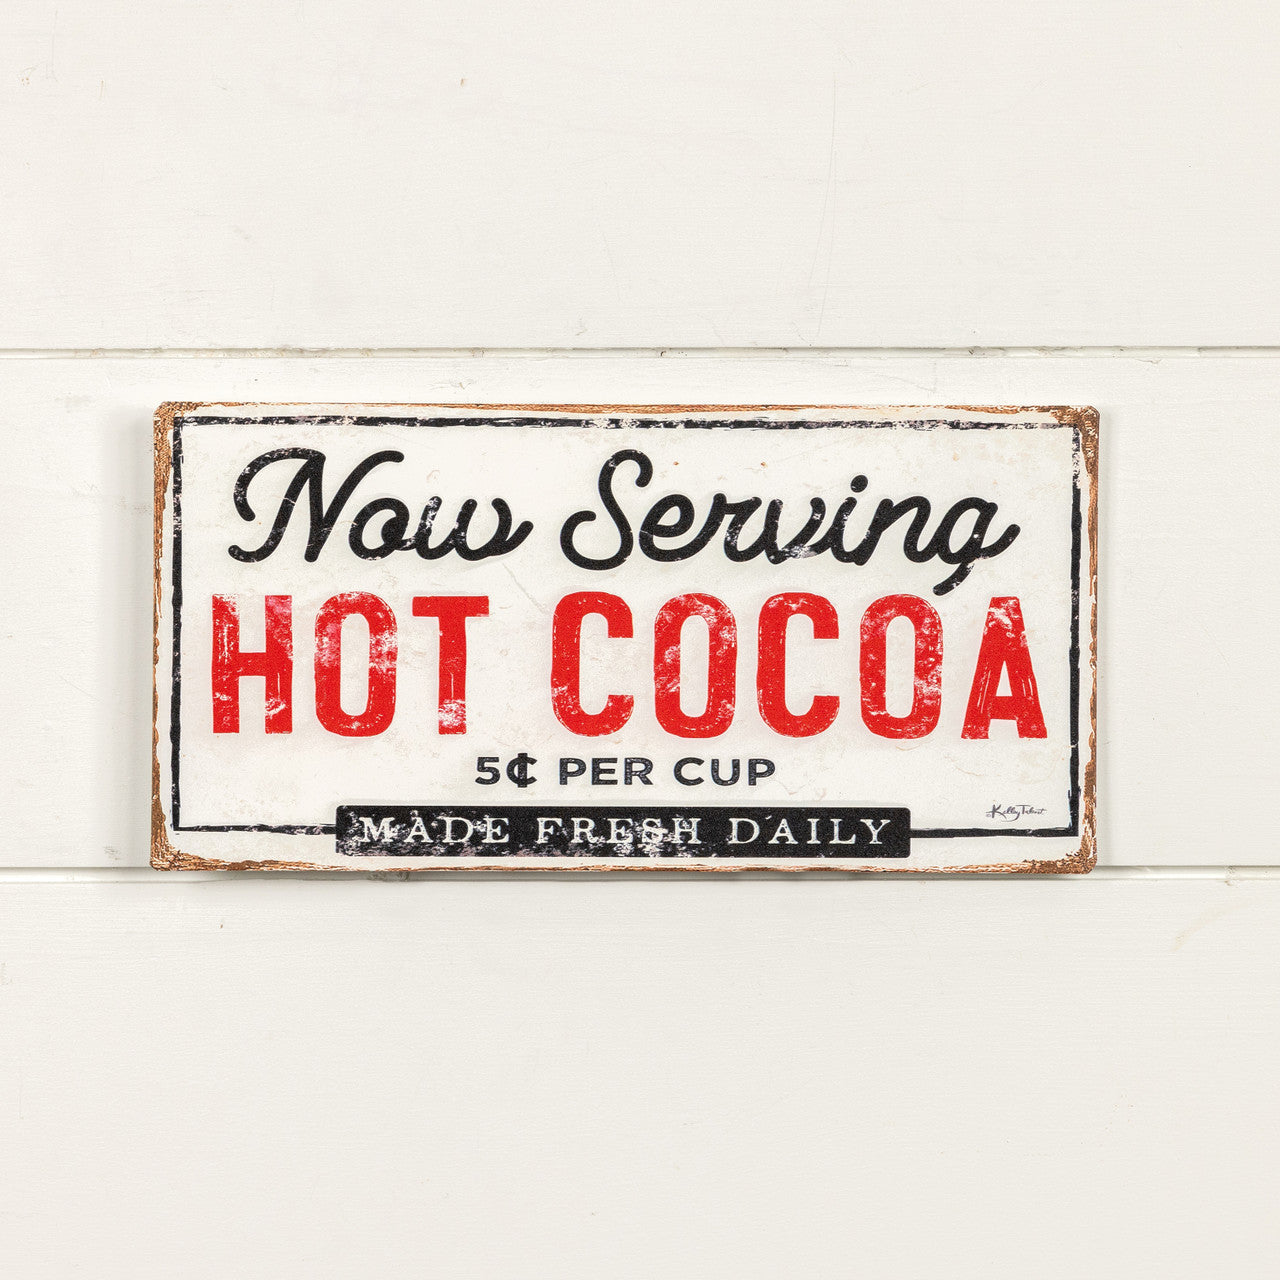 Now Serving
HOT COCOA
5¢ PER CUP
MADE FRESH DAILY